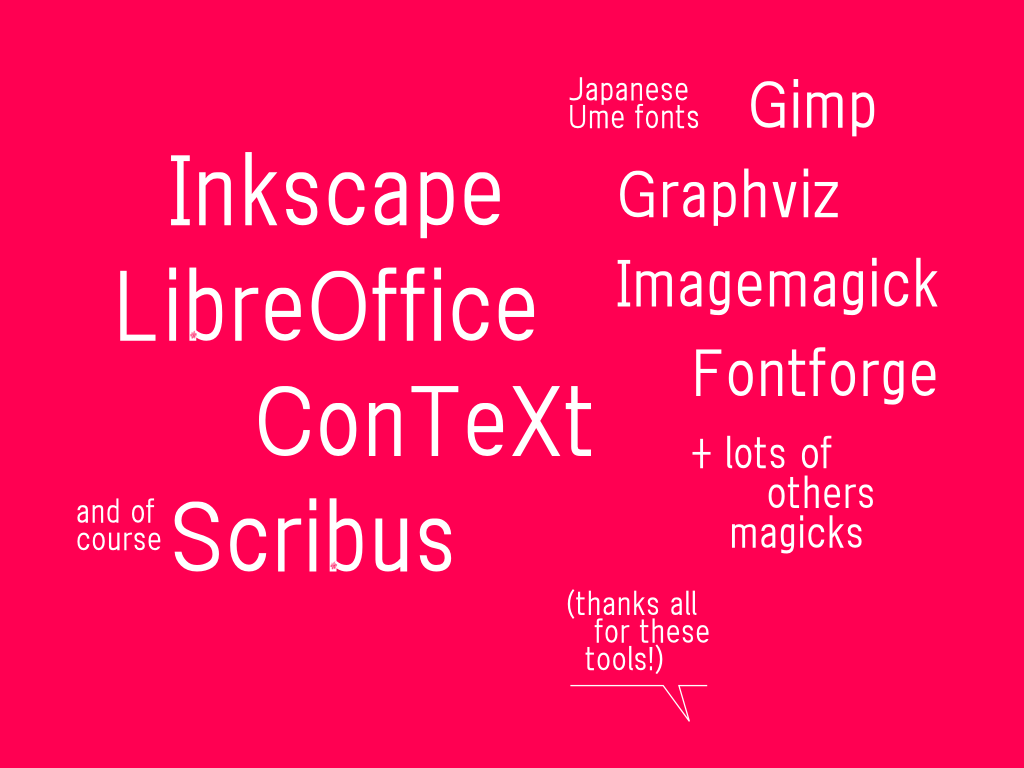 Inkscape
LibreOffice
ConTeXt
and of
course
Scribus
Japanese
Ume fonts
Gimp
Graphviz
Imagemagick
Fontforge
+ lots of
others
magicks
(thanks all
for these
tools!)